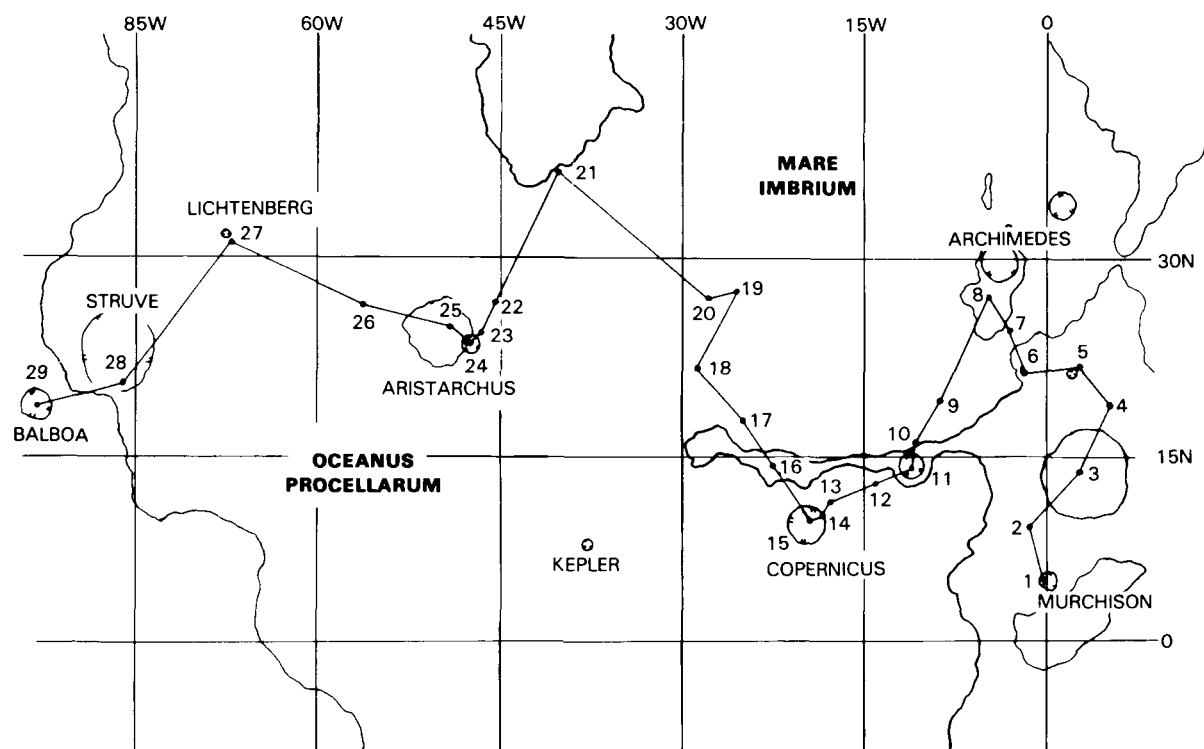 85W 60W 45W 30W 15W 0
21
MARE
IMBRIUM
LICHTENBERG
27
ARCHIMEDES
30N
STRUVE
25
22
19
20
8
26
23
7
24
29
28
18
6
5
ARISTARCHUS
9
4
BALBOA
17
10
OCEANUS
PROCELLARUM
16
15N
13
11
3
12
14
2
15
KEPLER
COPERNICUS
1
MURCHISON
0